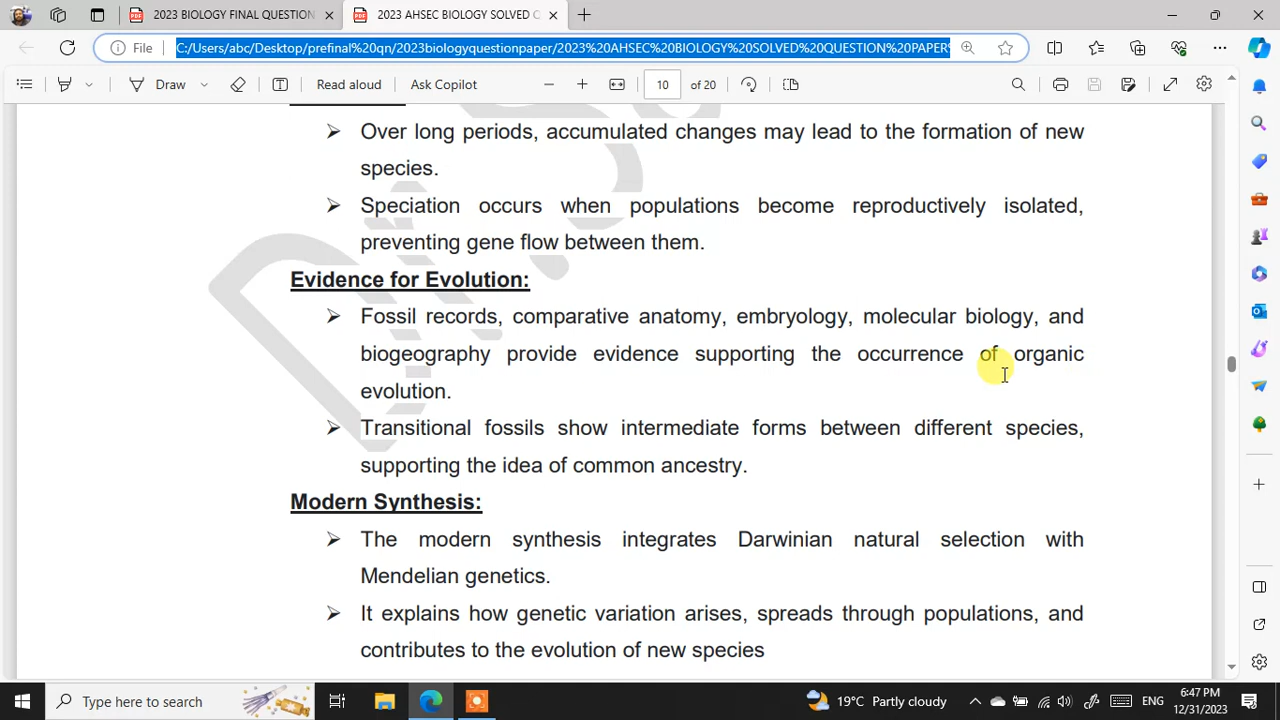 2023 BIOLOGY FINAL QUESTION
2023 AHSEC BIOLOGY SOLVED Q
File
C:/Users/abc/Desktop/prefinal%20qn/2023biologyquestionpaper/2023%20AHSEC%20BIOLOGY%20SOLVED%20QUESTION%20PAPER%
Draw
Read aloud
Ask Copilot
10
of 20
Over long periods, accumulated changes may lead to the formation of new
species.
Speciation occurs when populations become reproductively isolated,
preventing gene flow between them.
Evidence for Evolution:
Fossil records, comparative anatomy, embryology, molecular biology, and
biogeography provide evidence supporting the occurrence of organic
evolution.
Transitional fossils show intermediate forms between different species,
supporting the idea of common ancestry.
Modern Synthesis:
The modern synthesis integrates Darwinian natural selection with
Mendelian genetics.
It explains how genetic variation arises, spreads through populations, and
contributes to the evolution of new species
Type here to search
19°C Partly cloudy
ENG
6:47 PM
12/31/2023